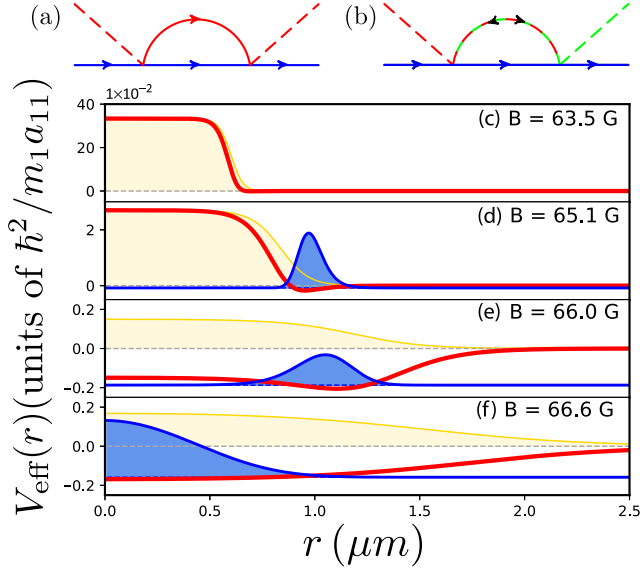 (a) (b)
1×10⁻²
(c) B = 63.5 G
40
20
0
(d) B = 65.1 G
2
0
(e) B = 66.0 G
0.2
0.0
−0.2
(f) B = 66.6 G
0.2
0.0
−0.2
0.0 0.5 1.0 1.5 2.0 2.5
r (μm)
V_eff(r)(units of ℏ²/m₁a₁₁)